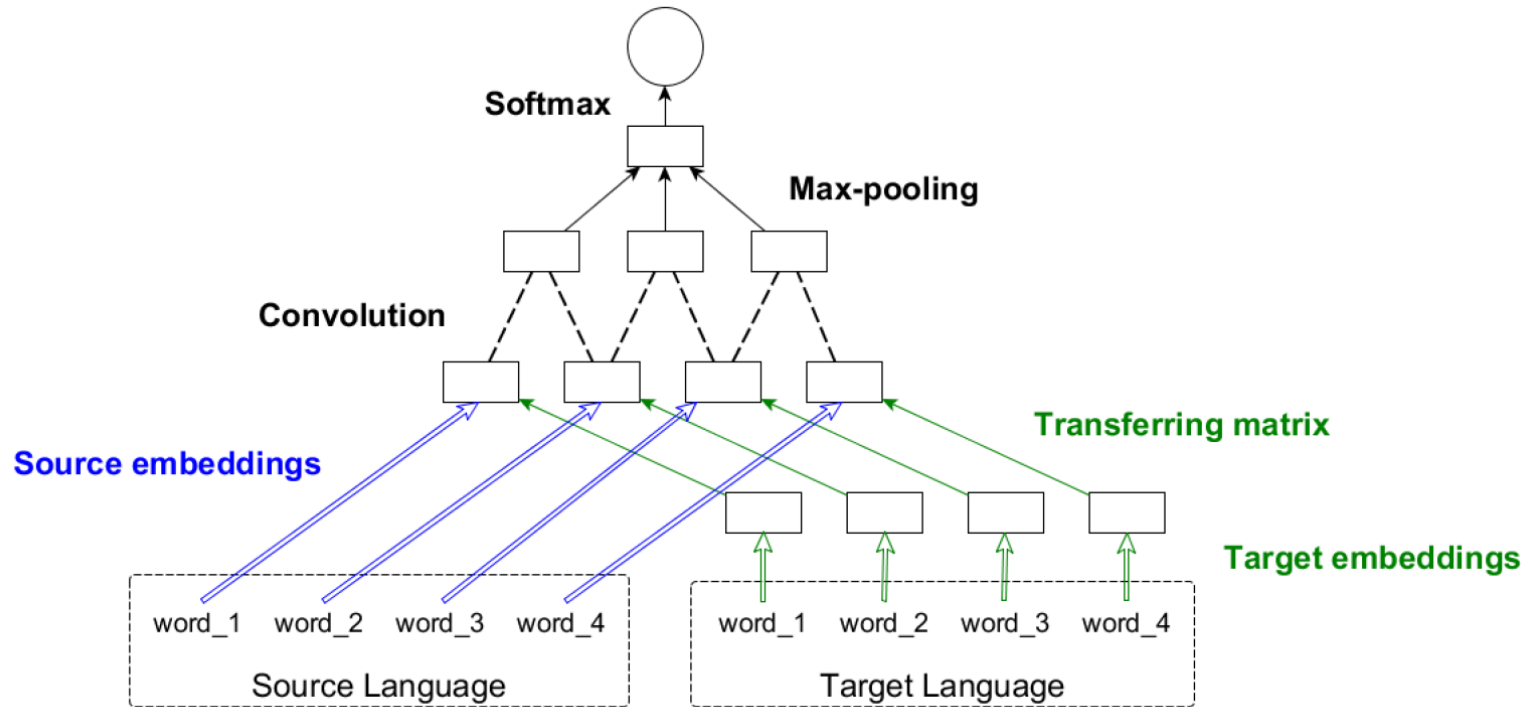 Softmax
Max-pooling
Convolution
Transferring matrix
Source embeddings
Target embeddings
word_1 word_2 word_3 word_4
Source Language
word_1 word_2 word_3 word_4
Target Language